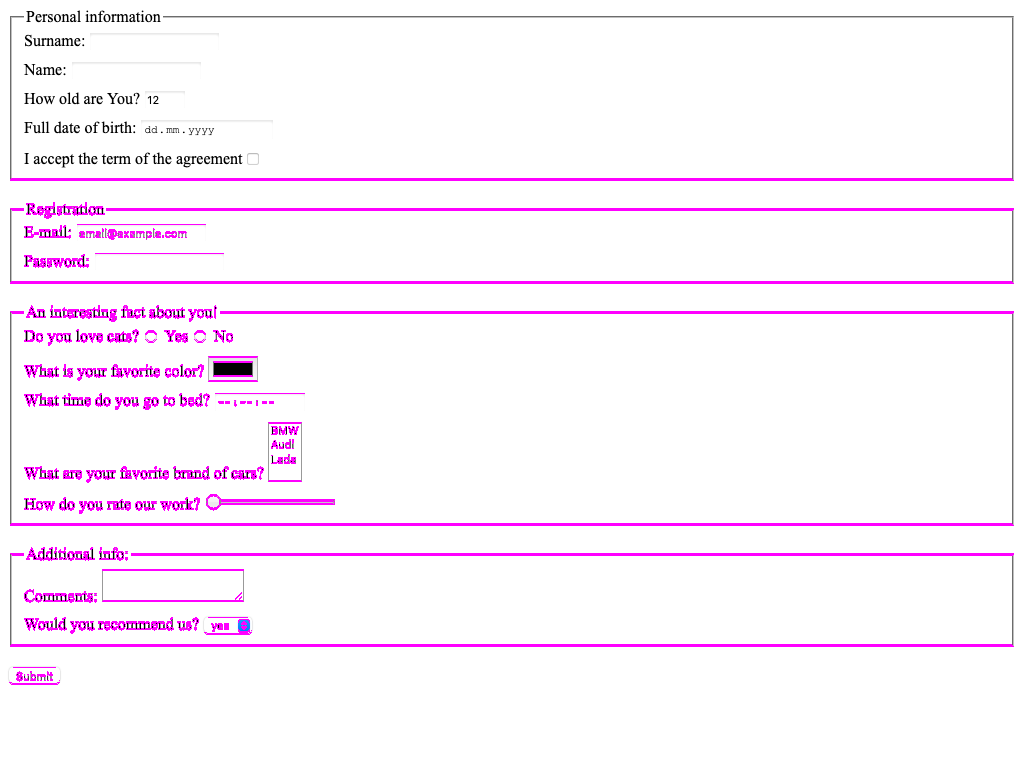 Personal information
Surname:
Name:
How old are You? 12
Full date of birth: dd.mm.yyyy
I accept the term of the agreement
Registration
E-mail: email@example.com
Password:
An interesting fact about you!
Do you love cats? Yes No
What is your favorite color?
What time do you go to bed? --:--:--
BMW
Audi
Lada
What are your favorite brand of cars?
How do you rate our work?
Additional info:
Comments:
Would you recommend us? yes
Submit